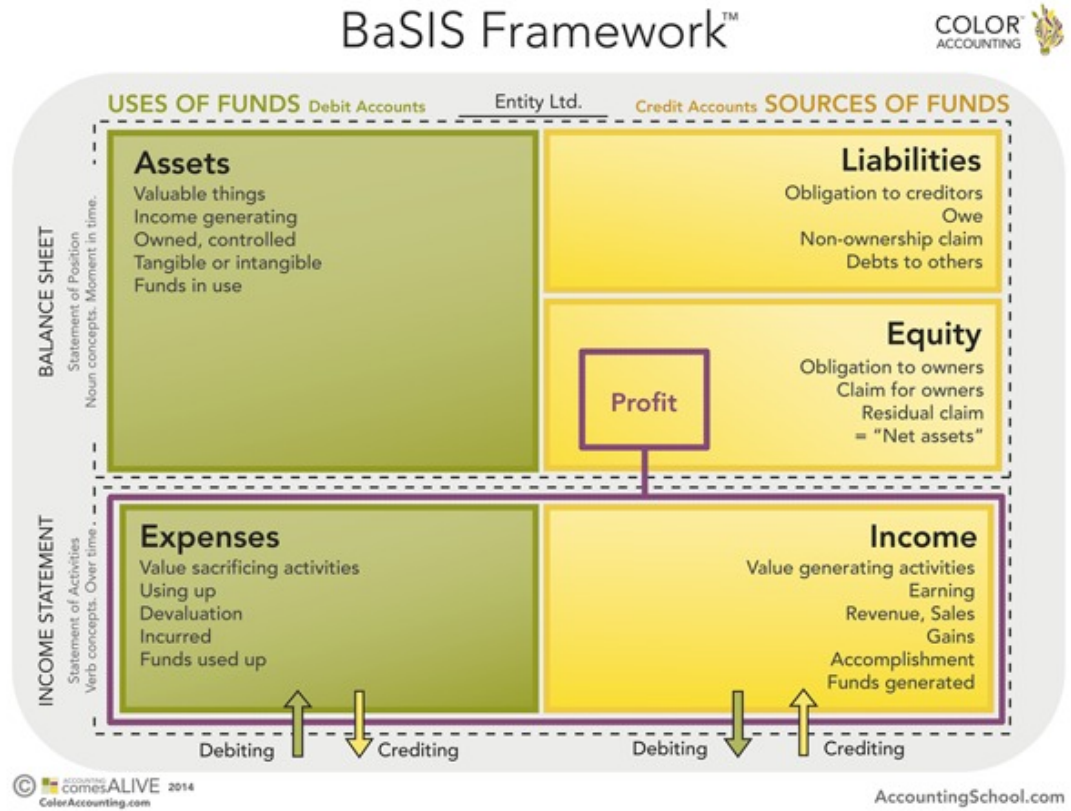 BaSIS Framework™
COLOR™
ACCOUNTING
USES OF FUNDS Debit Accounts
Entity Ltd.
Credit Accounts SOURCES OF FUNDS
BALANCE SHEET
Statement of Position
Noun concepts. Moment in time.
Assets
Valuable things
Income generating
Owned, controlled
Tangible or intangible
Funds in use
Liabilities
Obligation to creditors
Owe
Non-ownership claim
Debts to others
Equity
Obligation to owners
Claim for owners
Residual claim
= “Net assets”
Profit
INCOME STATEMENT
Statement of Activities
Verb concepts. Over time.
Expenses
Value sacrificing activities
Using up
Devaluation
Incurred
Funds used up
Income
Value generating activities
Earning
Revenue, Sales
Gains
Accomplishment
Funds generated
Debiting
Crediting
Debiting
Crediting
© ACCOUNTING
comesALIVE 2014
ColorAccounting.com
AccountingSchool.com